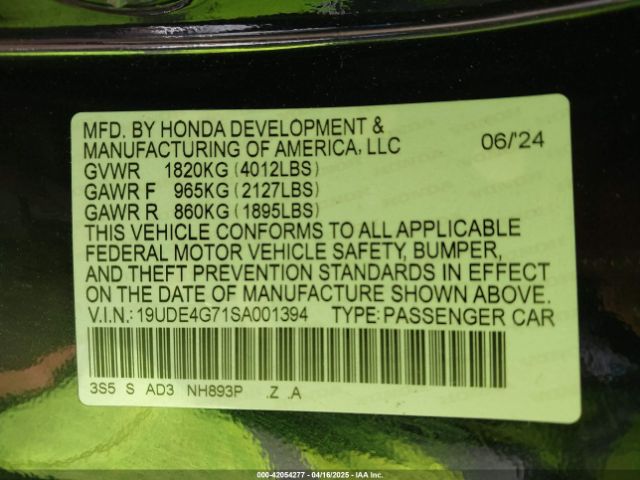 MFD. BY HONDA DEVELOPMENT &
MANUFACTURING OF AMERICA, LLC 06/'24
GVWR 1820KG (4012LBS)
GAWR F 965KG (2127LBS)
GAWR R 860KG (1895LBS)
THIS VEHICLE CONFORMS TO ALL APPLICABLE
FEDERAL MOTOR VEHICLE SAFETY, BUMPER,
AND THEFT PREVENTION STANDARDS IN EFFECT
ON THE DATE OF MANUFACTURE SHOWN ABOVE.
V.I.N.:19UDE4G71SA001394 TYPE:PASSENGER CAR
3S5 S AD3 NH893P .Z .A
000-42054277 - 04/16/2025 - IAA Inc.